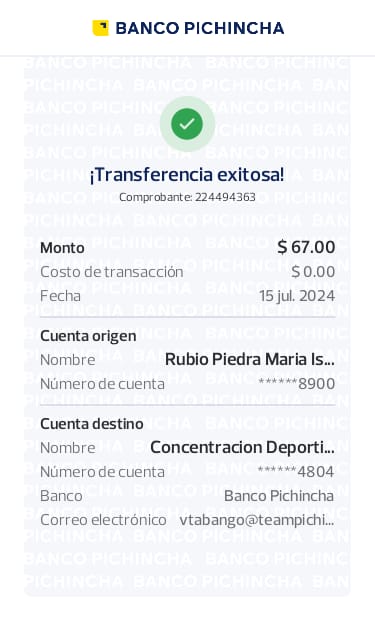 BANCO PICHINCHA
¡Transferencia exitosa!
Comprobante: 224494363
Monto $ 67.00
Costo de transacción $ 0.00
Fecha 15 jul. 2024
Cuenta origen
Nombre Rubio Piedra Maria Is...
Número de cuenta ******8900
Cuenta destino
Nombre Concentracion Deporti...
Número de cuenta ******4804
Banco Banco Pichincha
Correo electrónico vtabango@teampichi...